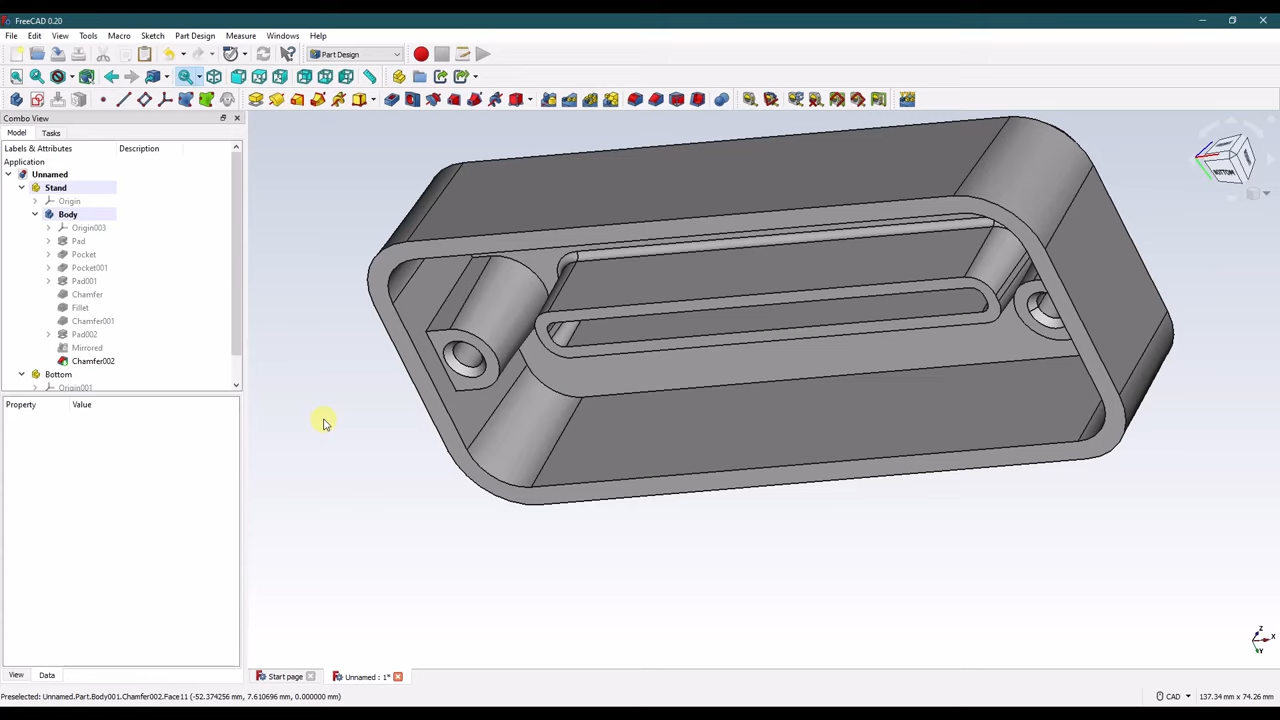 FreeCAD 0.20
File Edit View Tools Macro Sketch Part Design Measure Windows Help
Part Design
Combo View
Model Tasks
Labels & Attributes Description
Application
Unnamed
Stand
Origin
Body
Origin003
Pad
Pocket
Pocket001
Pad001
Chamfer
Fillet
Chamfer001
Pad002
Mirrored
Chamfer002
Bottom
Origin001
Property Value
BOTTOM
Z
X
Y
View Data
Start page Unnamed : 1*
Preselected: Unnamed.Part.Body001.Chamfer002.Face11 (-52.374256 mm, 7.610696 mm, 0.000000 mm)
CAD 137.34 mm x 74.26 mm